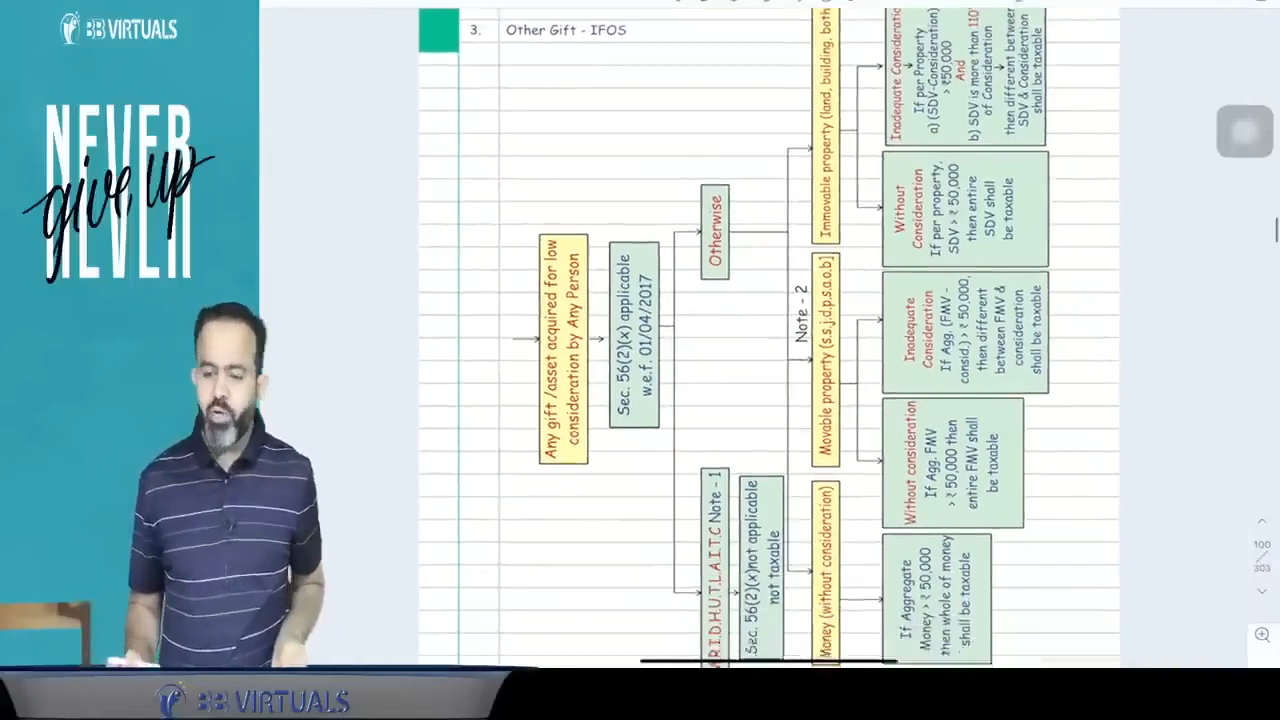 BB VIRTUALS
NEVER
give up
NEVER
3. Other Gift - IFOS
Any gift /asset acquired for low
consideration by Any Person
Sec. 56(2)(x) applicable
w.e.f. 01/04/2017
R.I.D.H.U.T.L.A.I.T.C Note - 1
Sec. 56(2)(x)not applicable
not taxable
Otherwise
Note - 2
Money (without consideration)
If Aggregate
Money > ₹ 50,000
then whole of money
shall be taxable
Movable property (s.s.j.d.p.s.a.o.b)
Without consideration
If Agg. FMV
> ₹ 50,000 then
entire FMV shall
be taxable
Inadequate
Consideration
If Agg. (FMV -
consid.) > ₹ 50,000,
then different
between FMV &
consideration
shall be taxable
Immovable property (land, building, both
Without
Consideration
If per property,
SDV > ₹ 50,000
then entire
SDV shall
be taxable
Inadequate
If per Property
a) (SDV-Consideration)
> ₹50,000
And
b) SDV is more than 110
of Consideration
then different between
SDV & Consideration
shall be taxable
100
303
BB VIRTUALS